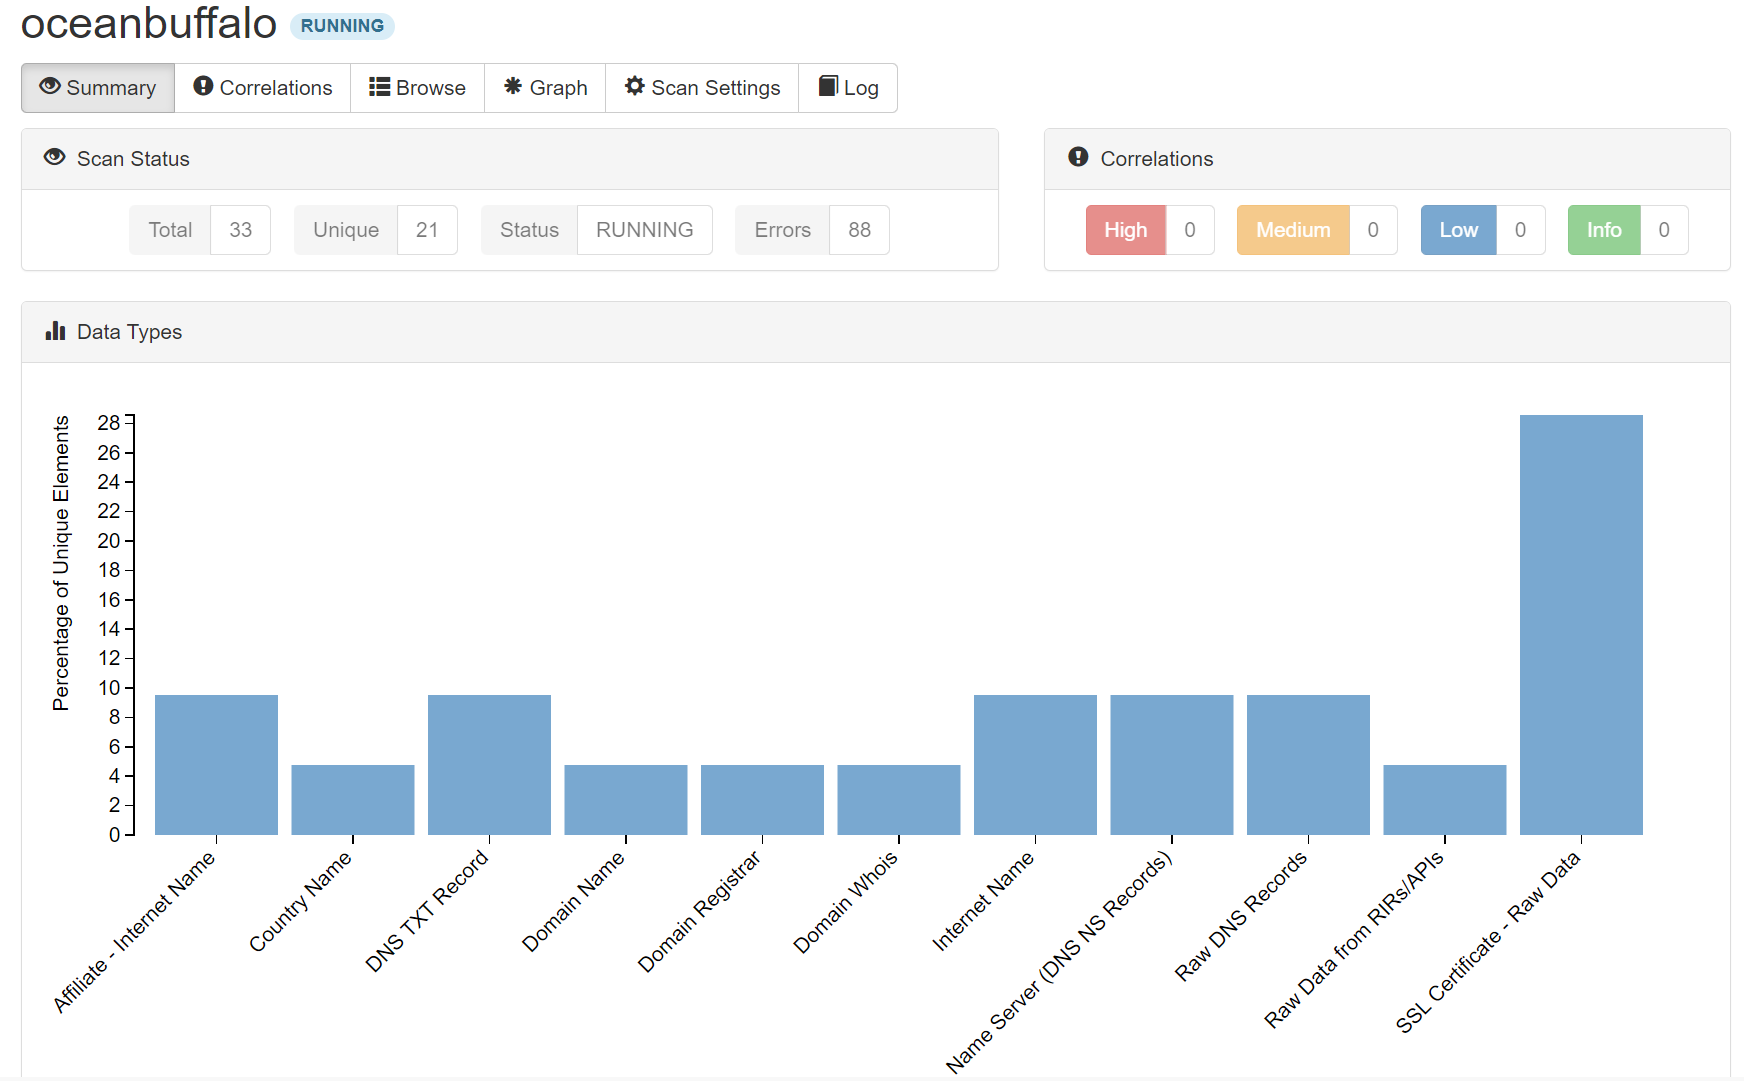 oceanbuffalo RUNNING
Summary Correlations Browse Graph Scan Settings Log
Scan Status
Total 33 Unique 21 Status RUNNING Errors 88
Correlations
High 0 Medium 0 Low 0 Info 0
Data Types
Percentage of Unique Elements
28
26
24
22
20
18
16
14
12
10
8
6
4
2
0
Affiliate - Internet Name
Country Name
DNS TXT Record
Domain Name
Domain Registrar
Domain Whois
Internet Name
Name Server (DNS NS Records)
Raw DNS Records
Raw Data from RIRs/APIs
SSL Certificate - Raw Data